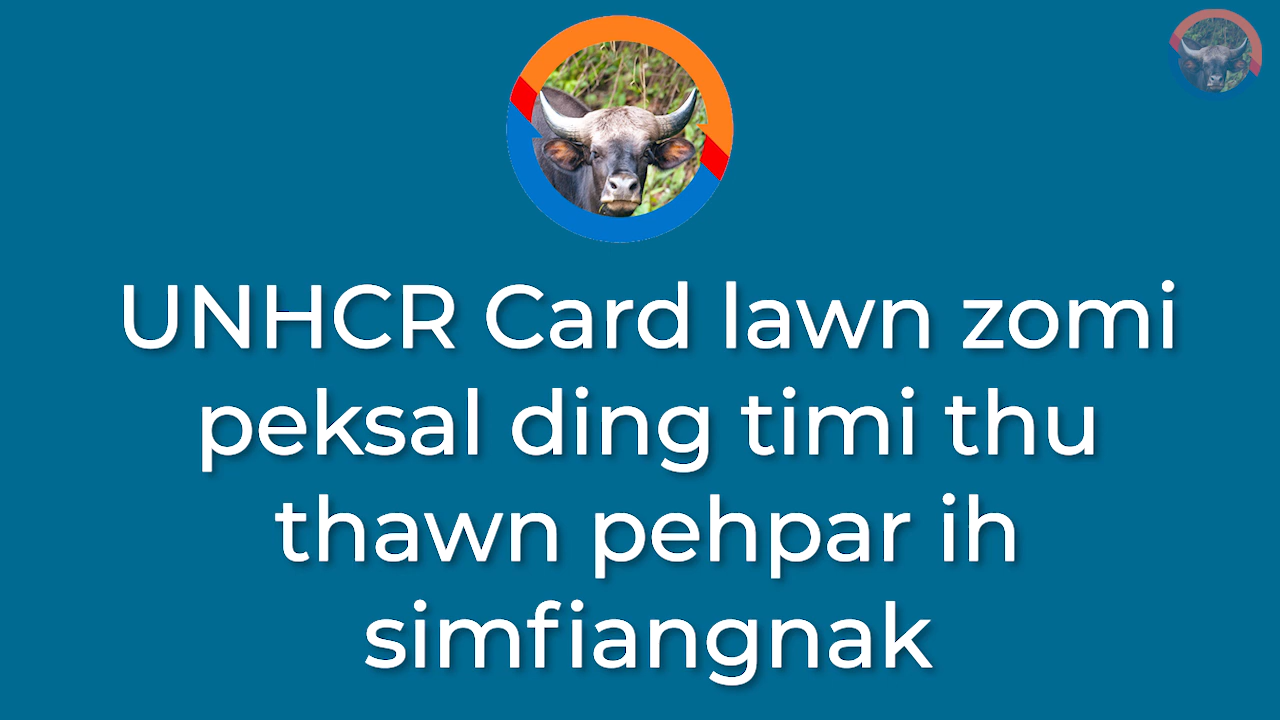 UNHCR Card lawn zomi
peksal ding timi thu
thawn pehpar ih
simfiangnak